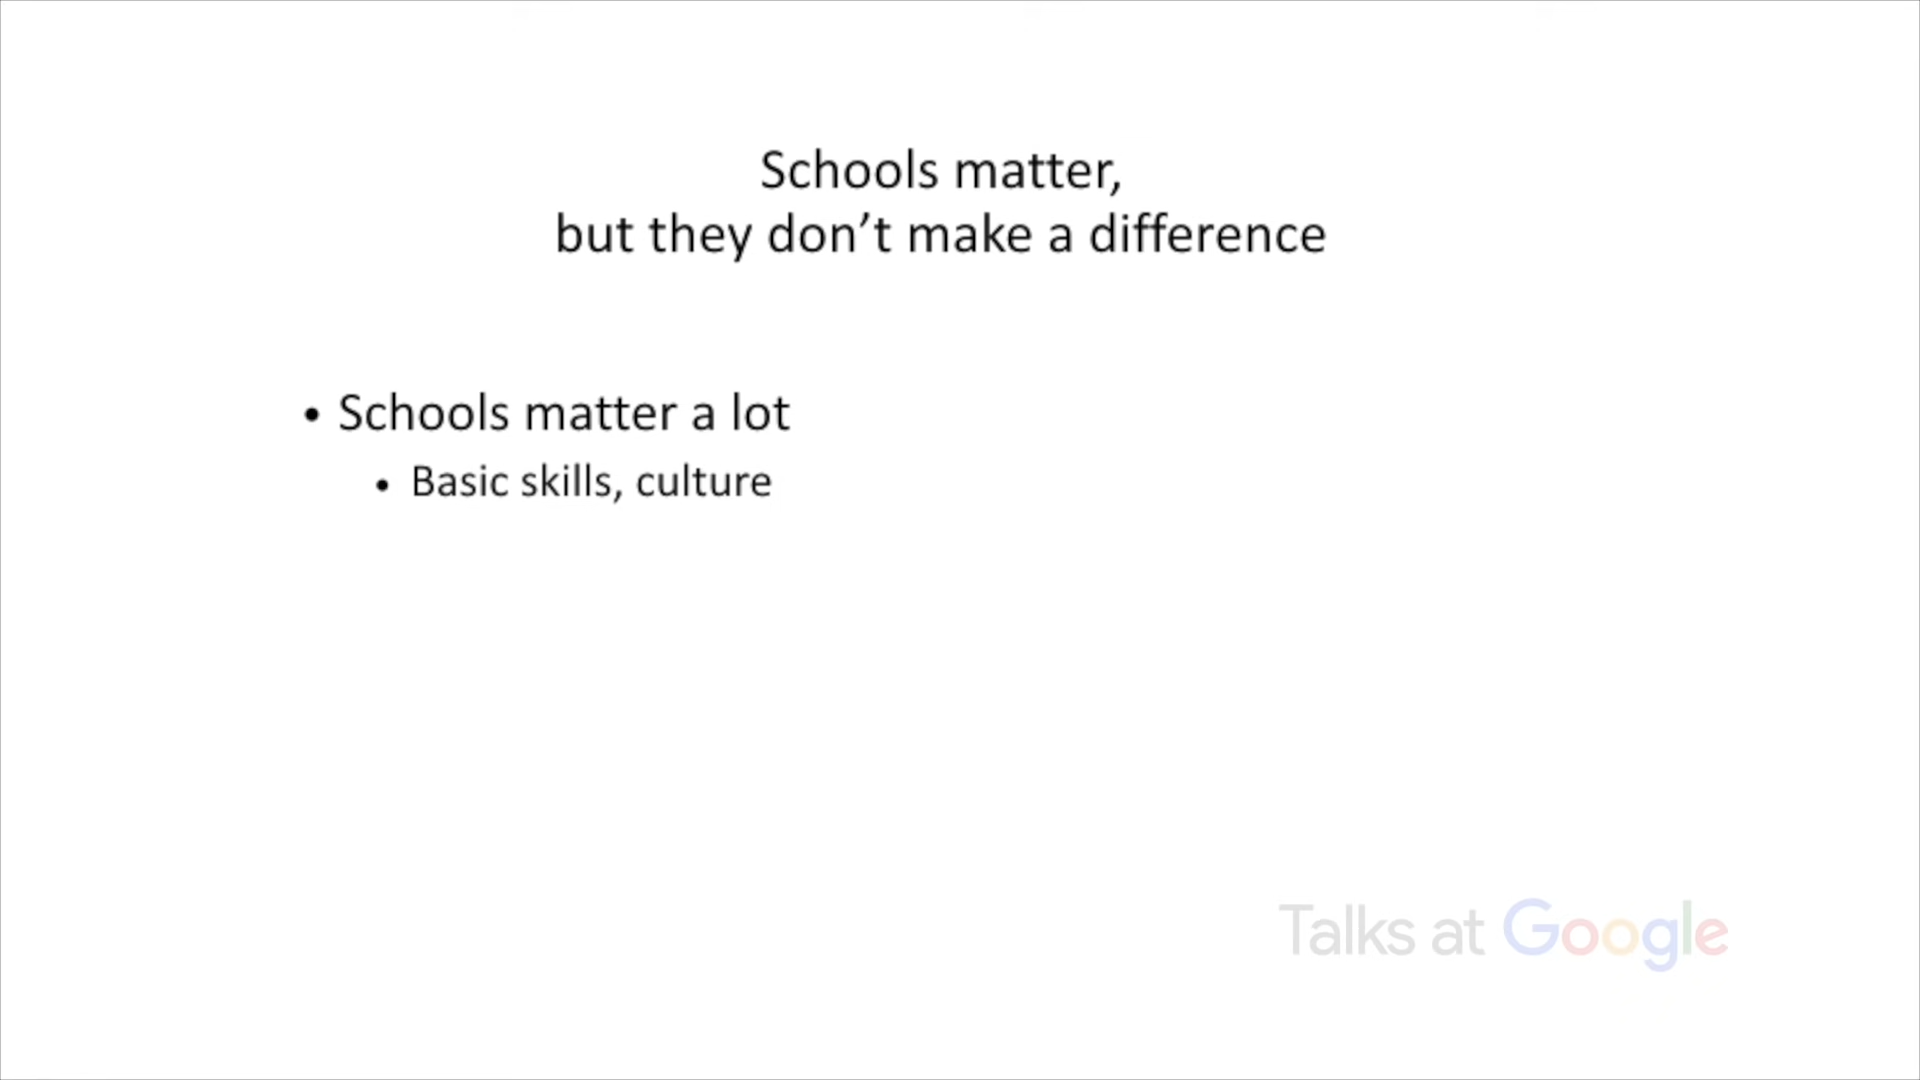 Schools matter,
but they don’t make a difference
• Schools matter a lot
• Basic skills, culture
Talks at Google